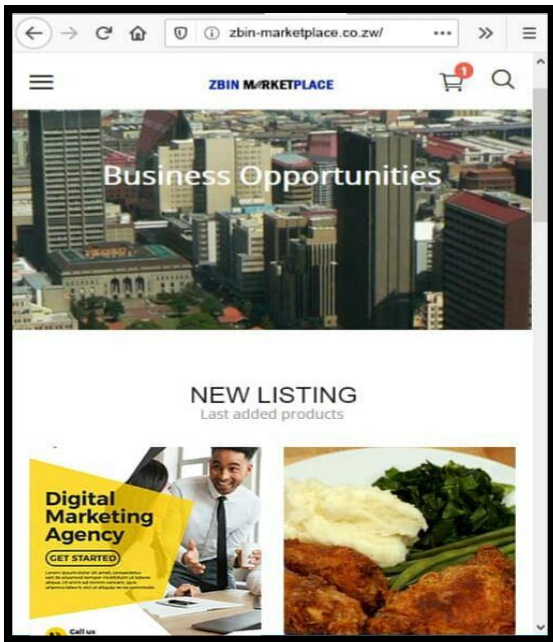 zbin-marketplace.co.zw/
ZBIN MARKETPLACE
1
Business Opportunities
NEW LISTING
Last added products
Digital
Marketing
Agency
GET STARTED
Call us